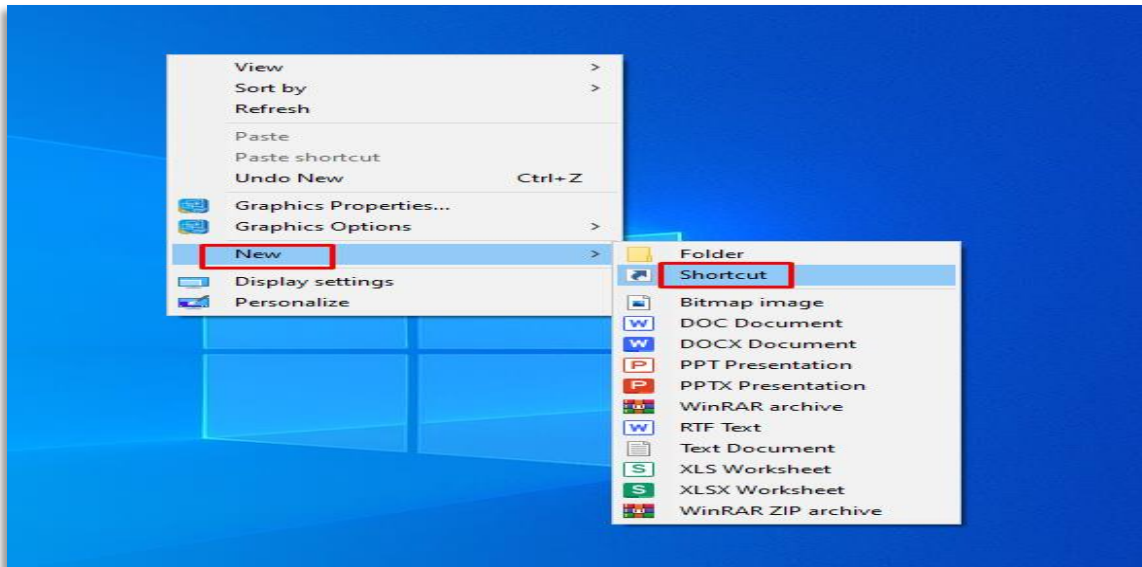 View
Sort by
Refresh
Paste
Paste shortcut
Undo New Ctrl+Z
Graphics Properties...
Graphics Options
New
Display settings
Personalize
Folder
Shortcut
Bitmap image
DOC Document
DOCX Document
PPT Presentation
PPTX Presentation
WinRAR archive
RTF Text
Text Document
XLS Worksheet
XLSX Worksheet
WinRAR ZIP archive